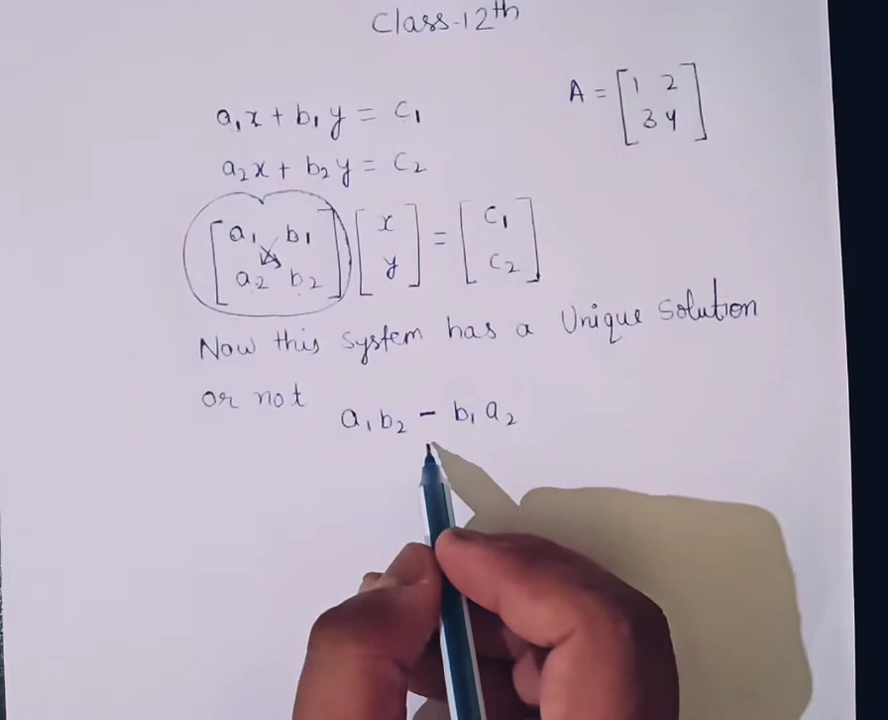 Class-12th
a₁x + b₁y = c₁
A = [1 2
3 4]
a₂x + b₂y = c₂
[a₁ b₁ [x = [c₁
a₂ b₂] y] c₂]
Now this system has a Unique Solution
or not
a₁b₂ - b₁a₂